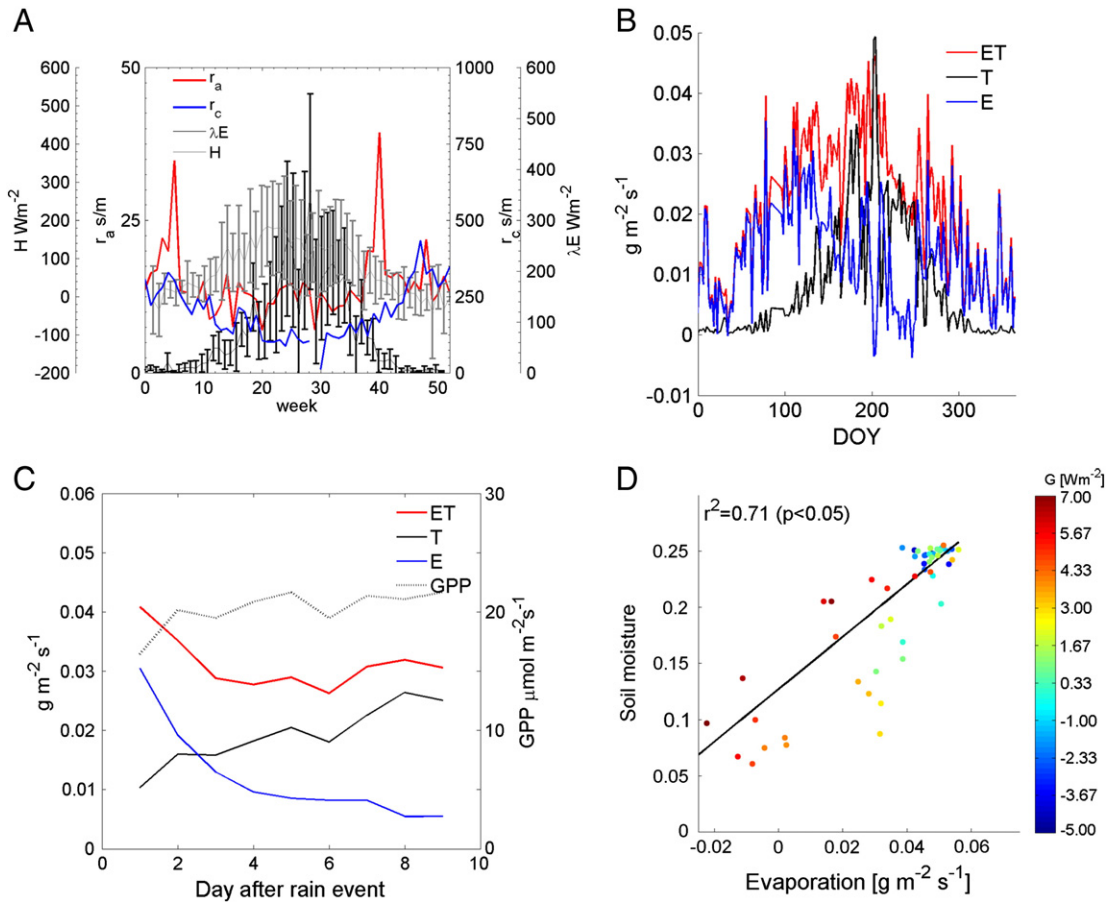 A
H Wm-2
600
500
400
300
200
100
0
-100
-200
r_a s/m
50
25
0
r_a
r_c
λE
H
1000
750
500
250
0
r_c s/m
600
500
400
300
200
100
0
λE Wm-2
0 10 20 30 40 50
week
B
g m-2 s-1
0.05
0.04
0.03
0.02
0.01
0
-0.01
ET
T
E
0 100 200 300
DOY
C
g m-2 s-1
0.06
0.05
0.04
0.03
0.02
0.01
0
ET
T
E
GPP
30
20
10
0
GPP μmol m-2s-1
0 2 4 6 8 10
Day after rain event
D
r2=0.71 (p<0.05)
Soil moisture
0.25
0.2
0.15
0.1
0.05
0
-0.02 0 0.02 0.04 0.06
Evaporation [g m-2 s-1]
G [Wm-2]
7.00
5.67
4.33
3.00
1.67
0.33
-1.00
-2.33
-3.67
-5.00